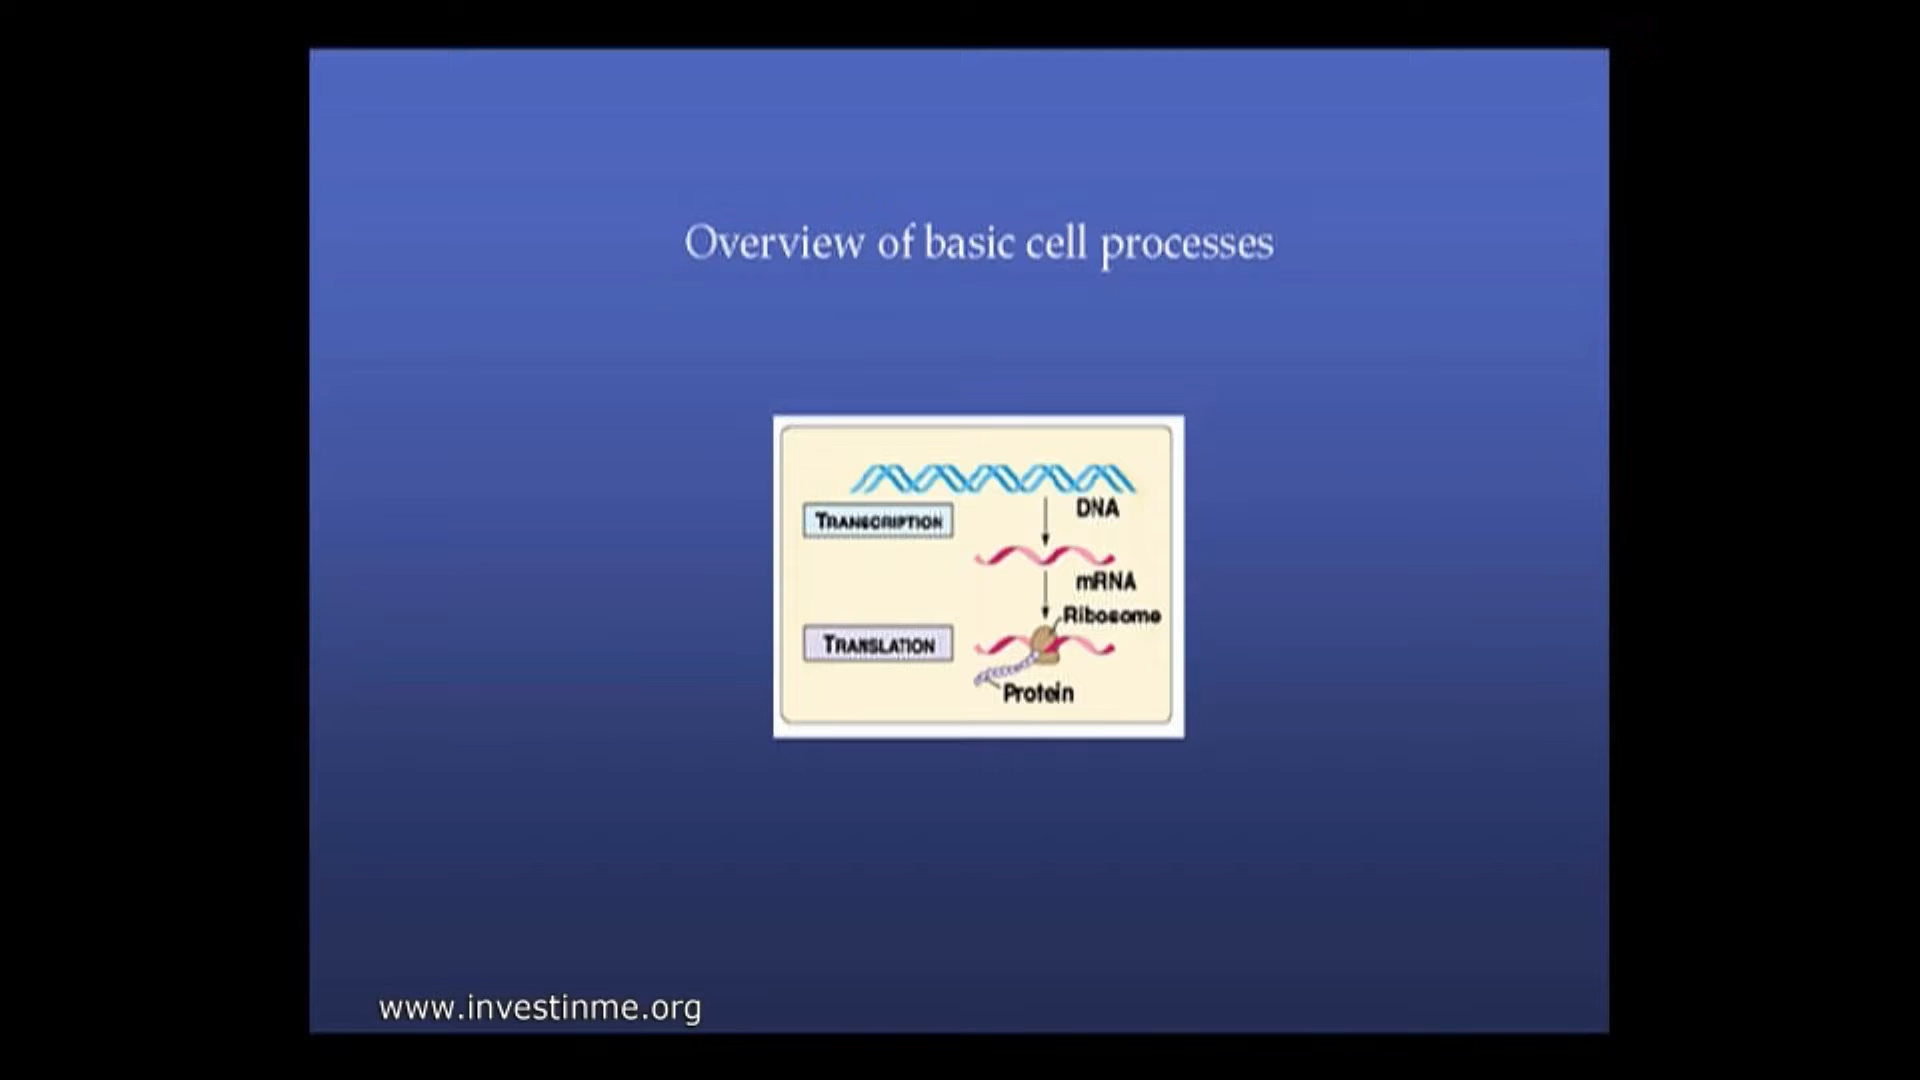 Overview of basic cell processes
DNA
TRANSCRIPTION
mRNA
Ribosome
TRANSLATION
Protein
www.investinme.org